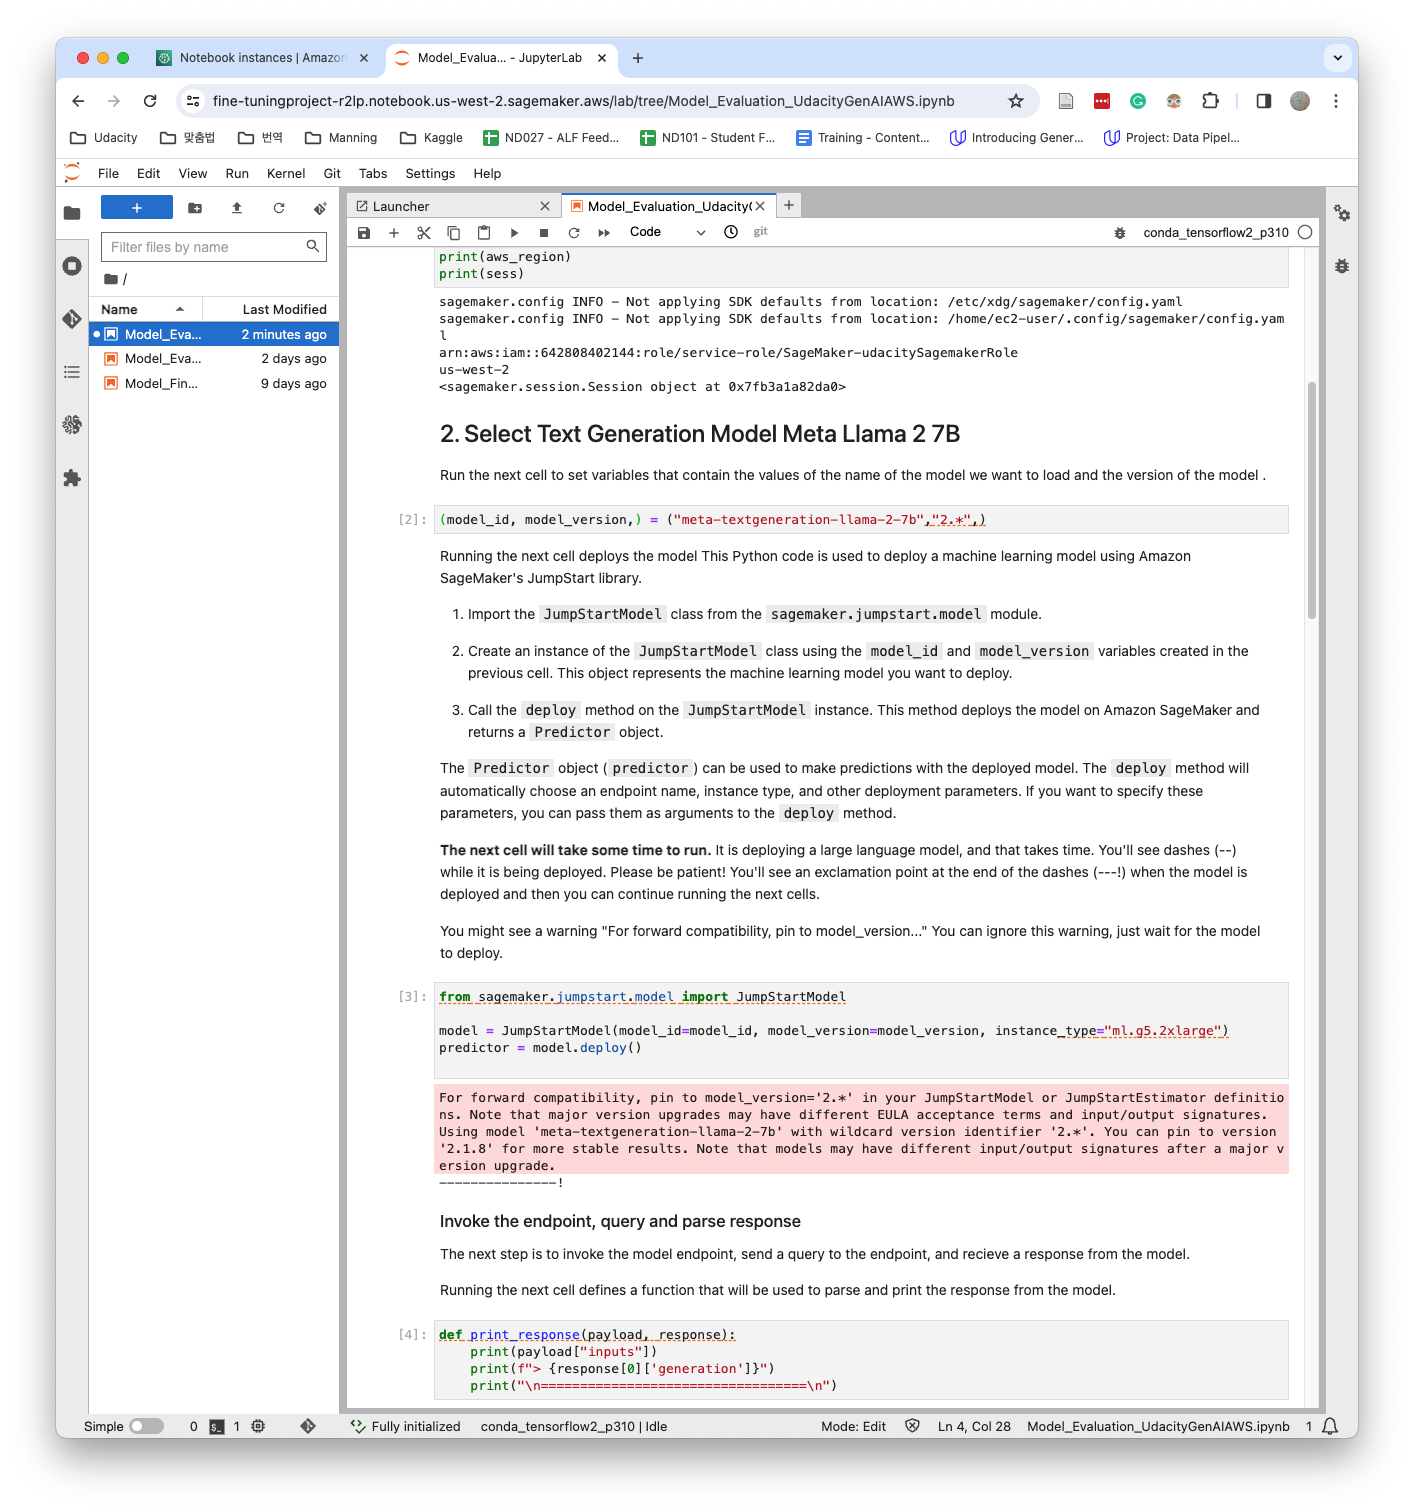 Notebook instances | Amazon
Model_Evalua... - JupyterLab
fine-tuningproject-r2lp.notebook.us-west-2.sagemaker.aws/lab/tree/Model_Evaluation_UdacityGenAIAWS.ipynb
Udacity
맞춤법
번역
Manning
Kaggle
ND027 - ALF Feed...
ND101 - Student F...
Training - Content...
Introducing Gener...
Project: Data Pipel...
File Edit View Run Kernel Git Tabs Settings Help
Launcher
Model_Evaluation_Udacity(
Code
git
conda_tensorflow2_p310
Filter files by name
/
Name Last Modified
Model_Eva... 2 minutes ago
Model_Eva... 2 days ago
Model_Fin... 9 days ago
print(aws_region)
print(sess)
sagemaker.config INFO - Not applying SDK defaults from location: /etc/xdg/sagemaker/config.yaml
sagemaker.config INFO - Not applying SDK defaults from location: /home/ec2-user/.config/sagemaker/config.yam
l
arn:aws:iam::642808402144:role/service-role/SageMaker-udacitySagemakerRole
us-west-2
<sagemaker.session.Session object at 0x7fb3a1a82da0>
2. Select Text Generation Model Meta Llama 2 7B
Run the next cell to set variables that contain the values of the name of the model we want to load and the version of the model .
[2]: (model_id, model_version,) = ("meta-textgeneration-llama-2-7b","2.*",)
Running the next cell deploys the model This Python code is used to deploy a machine learning model using Amazon
SageMaker's JumpStart library.
1. Import the JumpStartModel class from the sagemaker.jumpstart.model module.
2. Create an instance of the JumpStartModel class using the model_id and model_version variables created in the
previous cell. This object represents the machine learning model you want to deploy.
3. Call the deploy method on the JumpStartModel instance. This method deploys the model on Amazon SageMaker and
returns a Predictor object.
The Predictor object ( predictor ) can be used to make predictions with the deployed model. The deploy method will
automatically choose an endpoint name, instance type, and other deployment parameters. If you want to specify these
parameters, you can pass them as arguments to the deploy method.
The next cell will take some time to run. It is deploying a large language model, and that takes time. You'll see dashes (--)
while it is being deployed. Please be patient! You'll see an exclamation point at the end of the dashes (---!) when the model is
deployed and then you can continue running the next cells.
You might see a warning "For forward compatibility, pin to model_version..." You can ignore this warning, just wait for the model
to deploy.
[3]: from sagemaker.jumpstart.model import JumpStartModel
model = JumpStartModel(model_id=model_id, model_version=model_version, instance_type="ml.g5.2xlarge")
predictor = model.deploy()
For forward compatibility, pin to model_version='2.*' in your JumpStartModel or JumpStartEstimator definitio
ns. Note that major version upgrades may have different EULA acceptance terms and input/output signatures.
Using model 'meta-textgeneration-llama-2-7b' with wildcard version identifier '2.*'. You can pin to version
'2.1.8' for more stable results. Note that models may have different input/output signatures after a major v
ersion upgrade.
---------------!
Invoke the endpoint, query and parse response
The next step is to invoke the model endpoint, send a query to the endpoint, and recieve a response from the model.
Running the next cell defines a function that will be used to parse and print the response from the model.
[4]: def print_response(payload, response):
print(payload["inputs"])
print(f"> {response[0]['generation']}")
print("\n==================================\n")
Simple 0 1 Fully initialized conda_tensorflow2_p310 | Idle Mode: Edit Ln 4, Col 28 Model_Evaluation_UdacityGenAIAWS.ipynb 1